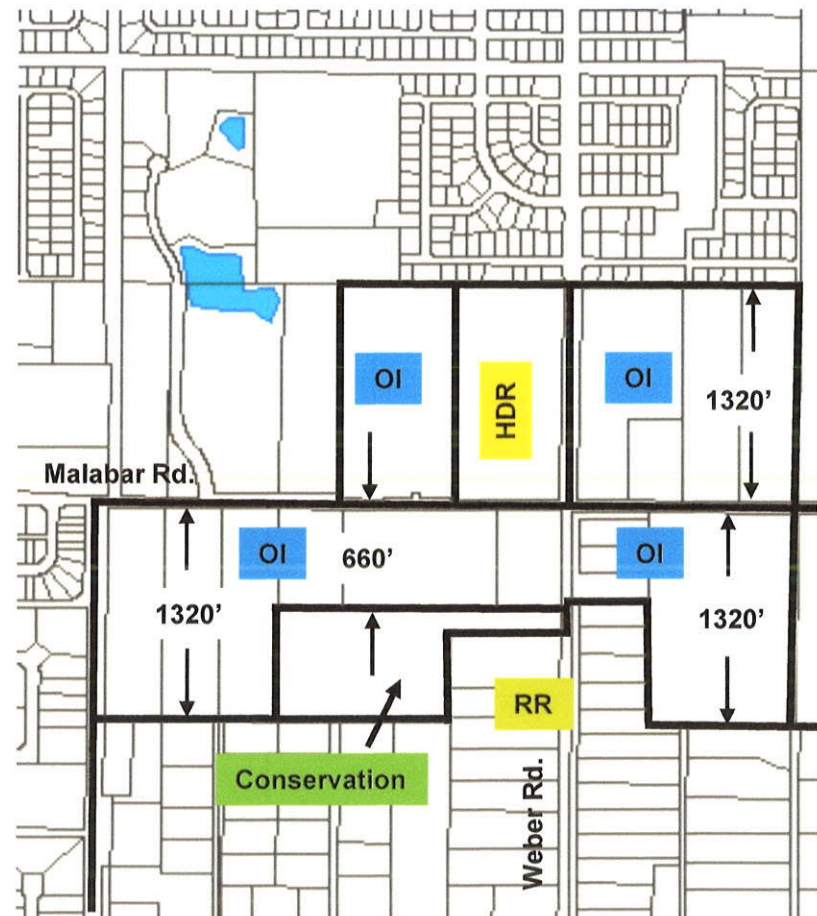 OI
HDR
OI
1320’
Malabar Rd.
OI
660’
OI
1320’
1320’
RR
Conservation
Weber Rd.